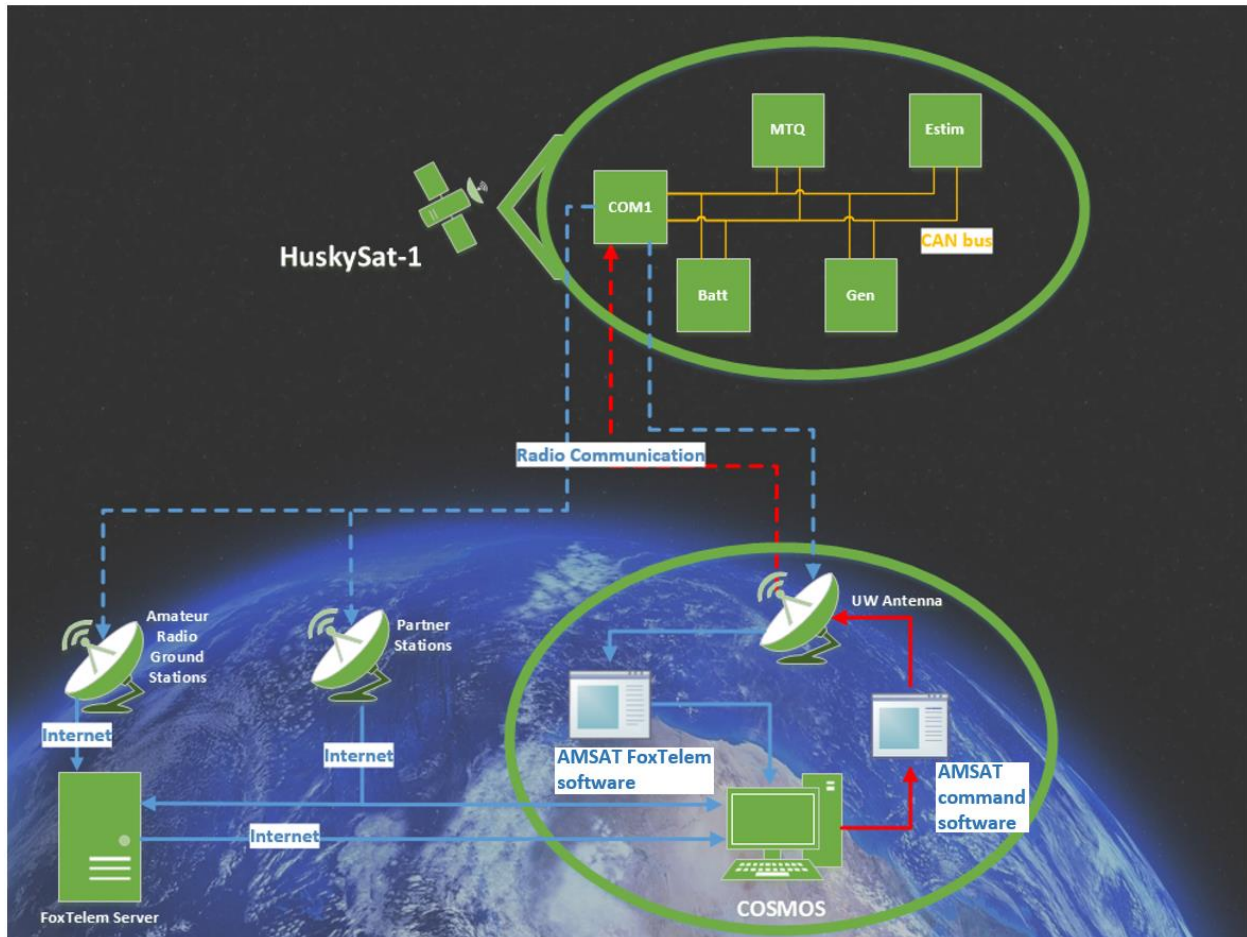 MTQ
Estim
COM1
CAN bus
HuskySat-1
Batt
Gen
Radio Communication
Amateur
Radio
Ground
Stations
Partner
Stations
UW Antenna
Internet
Internet
AMSAT FoxTelem
software
AMSAT
command
software
Internet
FoxTelem Server
COSMOS